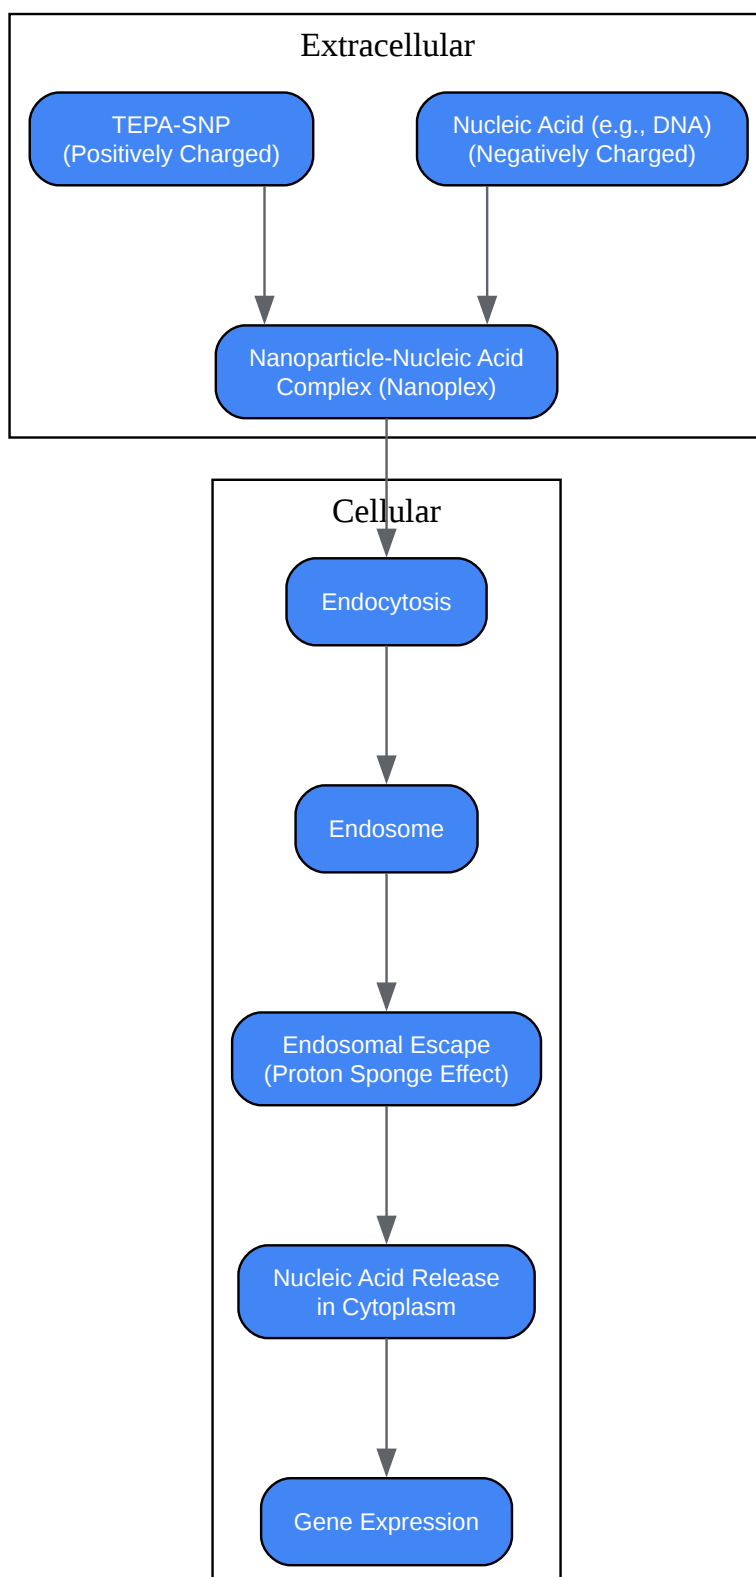 Extracellular
TEPA-SNP
(Positively Charged)
Nucleic Acid (e.g., DNA)
(Negatively Charged)
Nanoparticle-Nucleic Acid
Complex (Nanoplex)
Cellular
Endocytosis
Endosome
Endosomal Escape
(Proton Sponge Effect)
Nucleic Acid Release
in Cytoplasm
Gene Expression